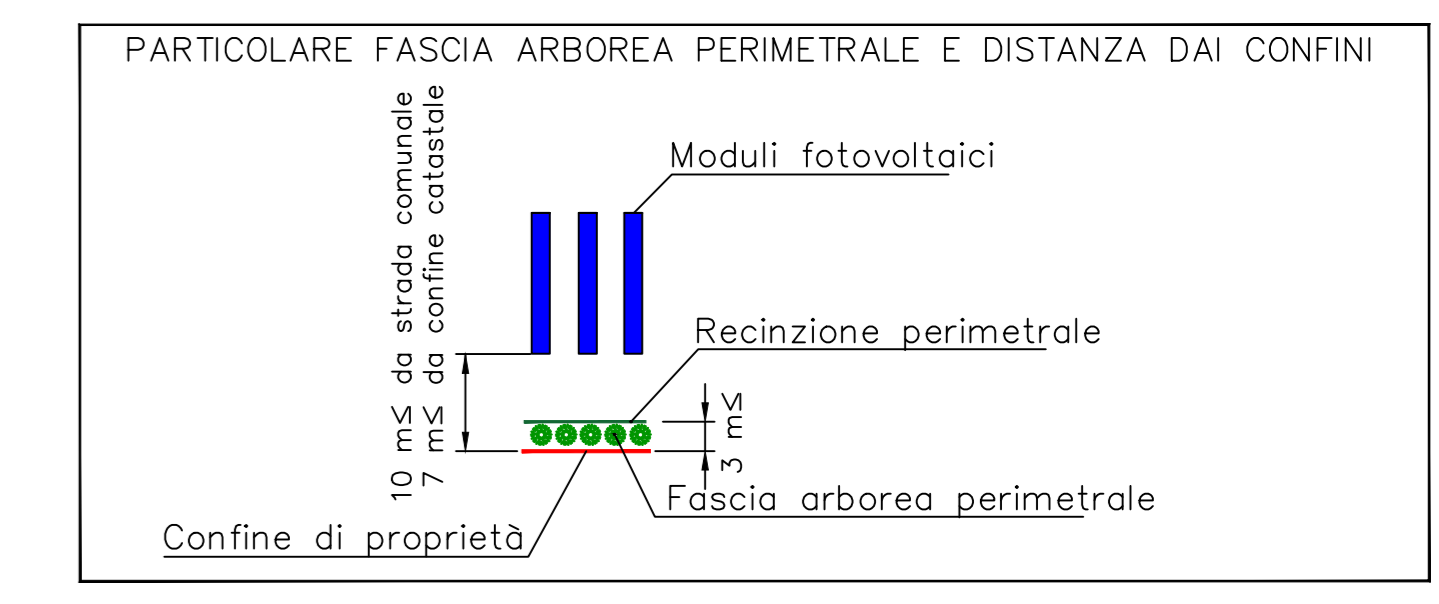 PARTICOLARE FASCIA ARBOREA PERIMETRALE E DISTANZA DAI CONFINI
10 m≤ da strada comunale
7 m≤ da confine catastale
Moduli fotovoltaici
Recinzione perimetrale
3 m≤
Fascia arborea perimetrale
Confine di proprietà